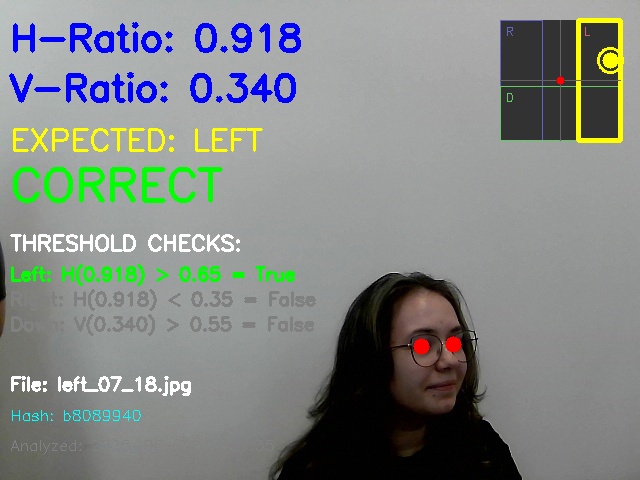 H-Ratio: 0.918
R
L
V-Ratio: 0.340
D
EXPECTED: LEFT
CORRECT
THRESHOLD CHECKS:
Left: H(0.918) > 0.65 = True
Right: H(0.918) < 0.35 = False
Down: V(0.340) > 0.55 = False
File: left_07_18.jpg
Hash: b8089940
Analyzed: